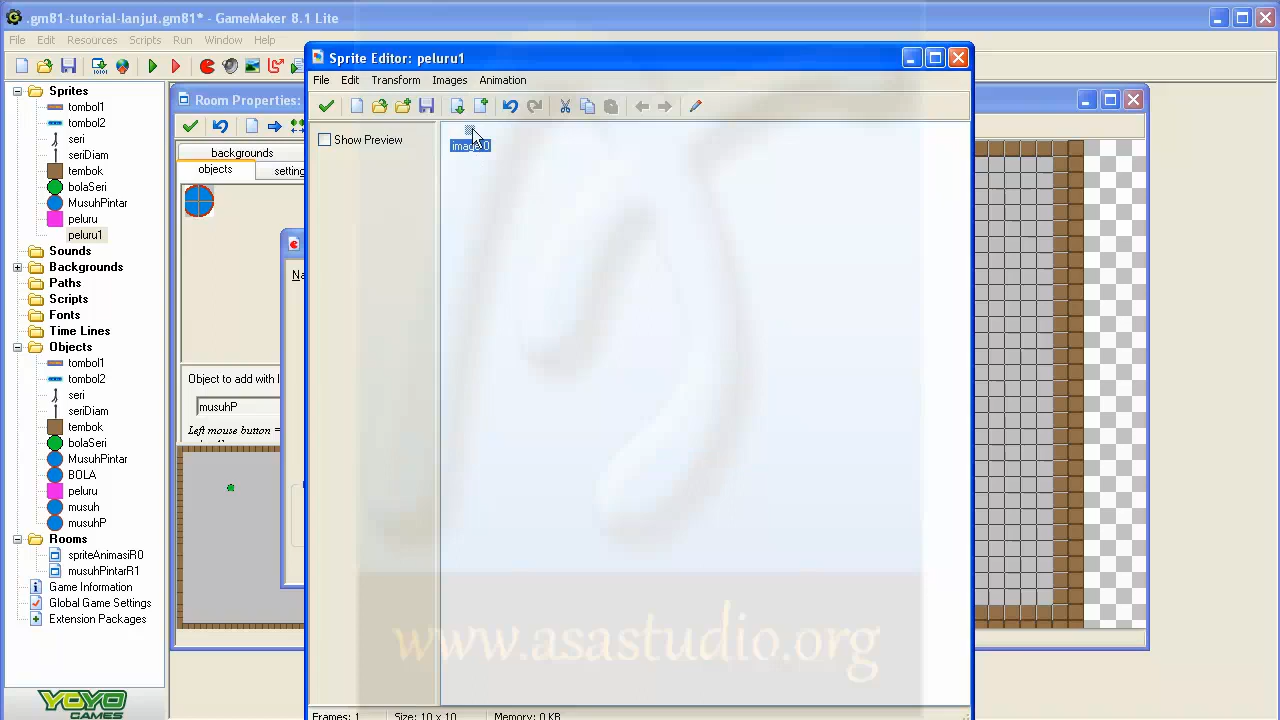 .gm81-tutorial-lanjut.gm81* - GameMaker 8.1 Lite
File Edit Resources Scripts Run Window Help
Sprites
tombol1
tombol2
seri
seriDiam
tembok
bolaSeri
MusuhPintar
peluru
peluru1
Sounds
Backgrounds
Paths
Scripts
Fonts
Time Lines
Objects
tombol1
tombol2
seri
seriDiam
tembok
bolaSeri
MusuhPintar
BOLA
peluru
musuh
musuhP
Rooms
spriteAnimasiR0
musuhPintarR1
Game Information
Global Game Settings
Extension Packages
YOYO
GAMES
Room Properties:
backgrounds
objects
setting
Na
Object to add with l
musuhP
Left mouse button =
Sprite Editor: peluru1
File Edit Transform Images Animation
Show Preview
image 0
www.asastudio.org
Frames: 1 Size: 10 x 10 Memory: 0 KB